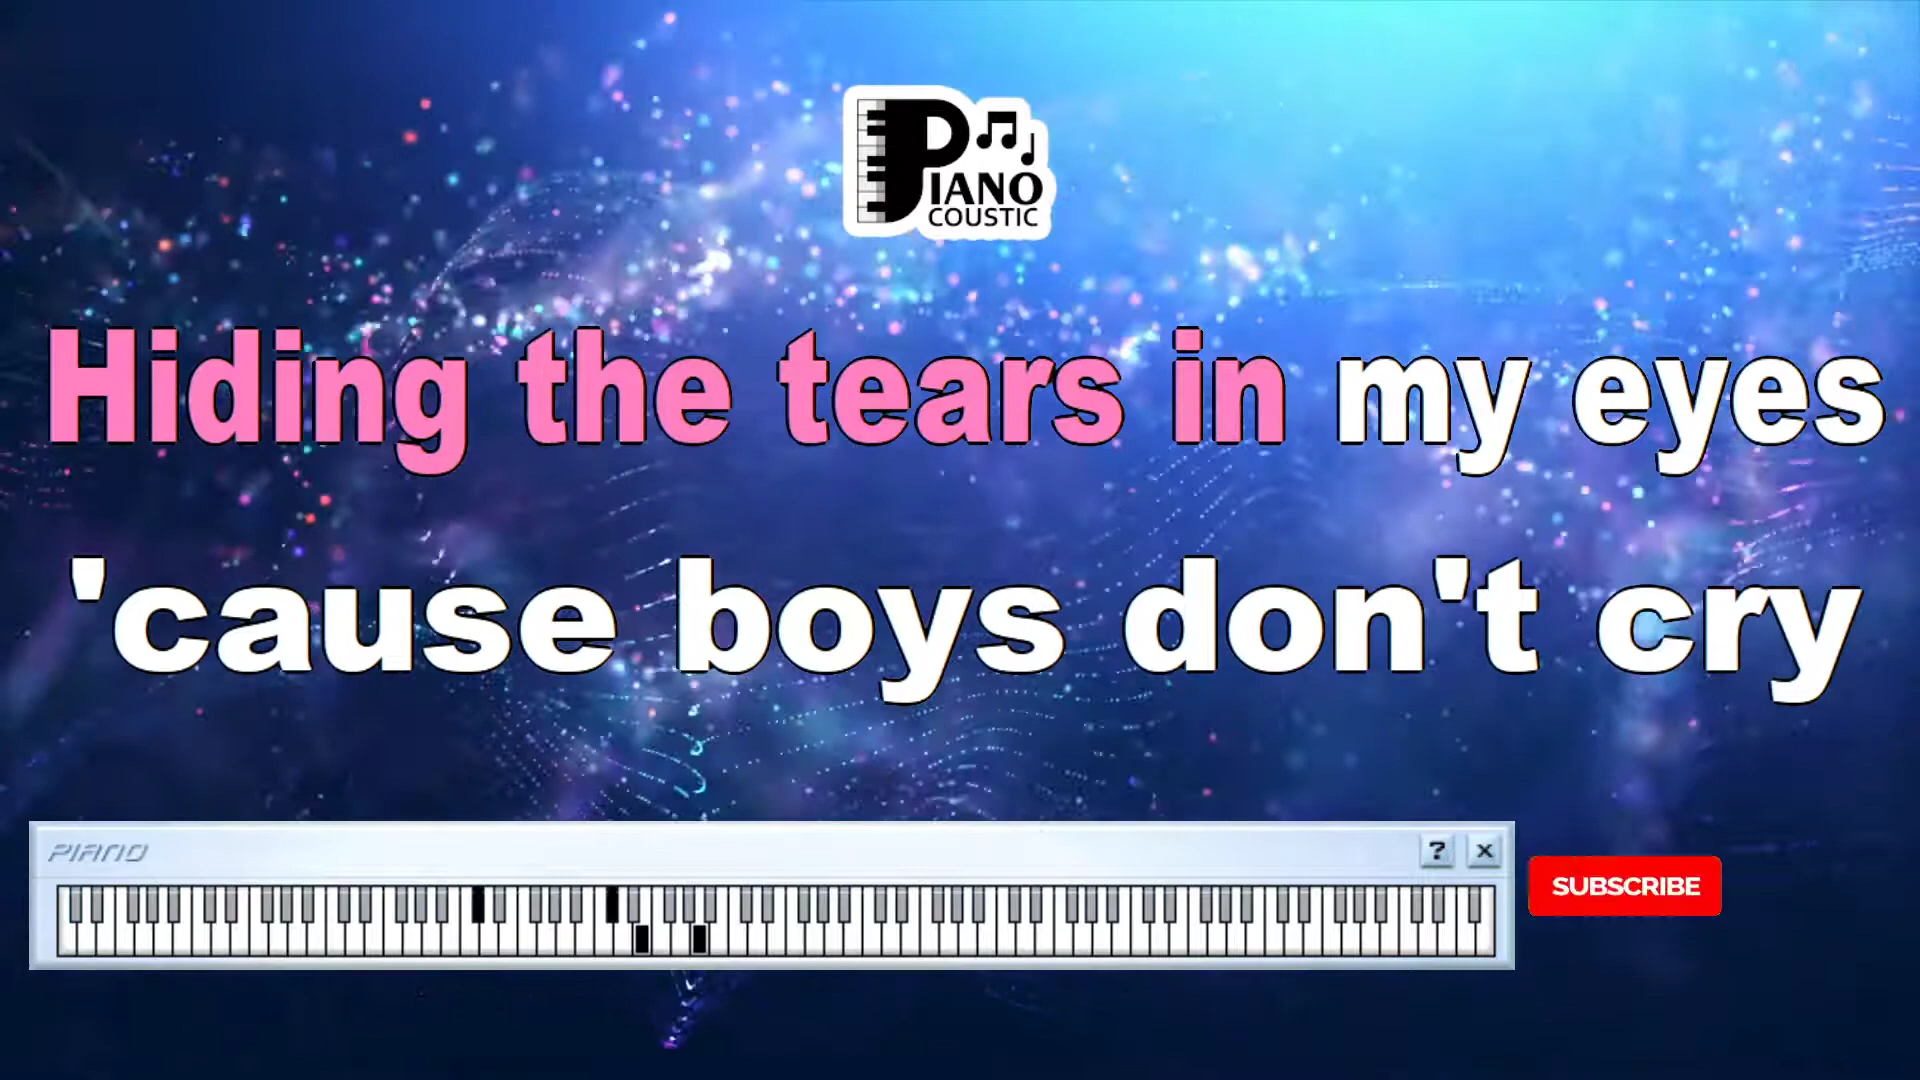 PIANO
COUSTIC
Hiding the tears in my eyes
'cause boys don't cry
PIANO
?
x
SUBSCRIBE